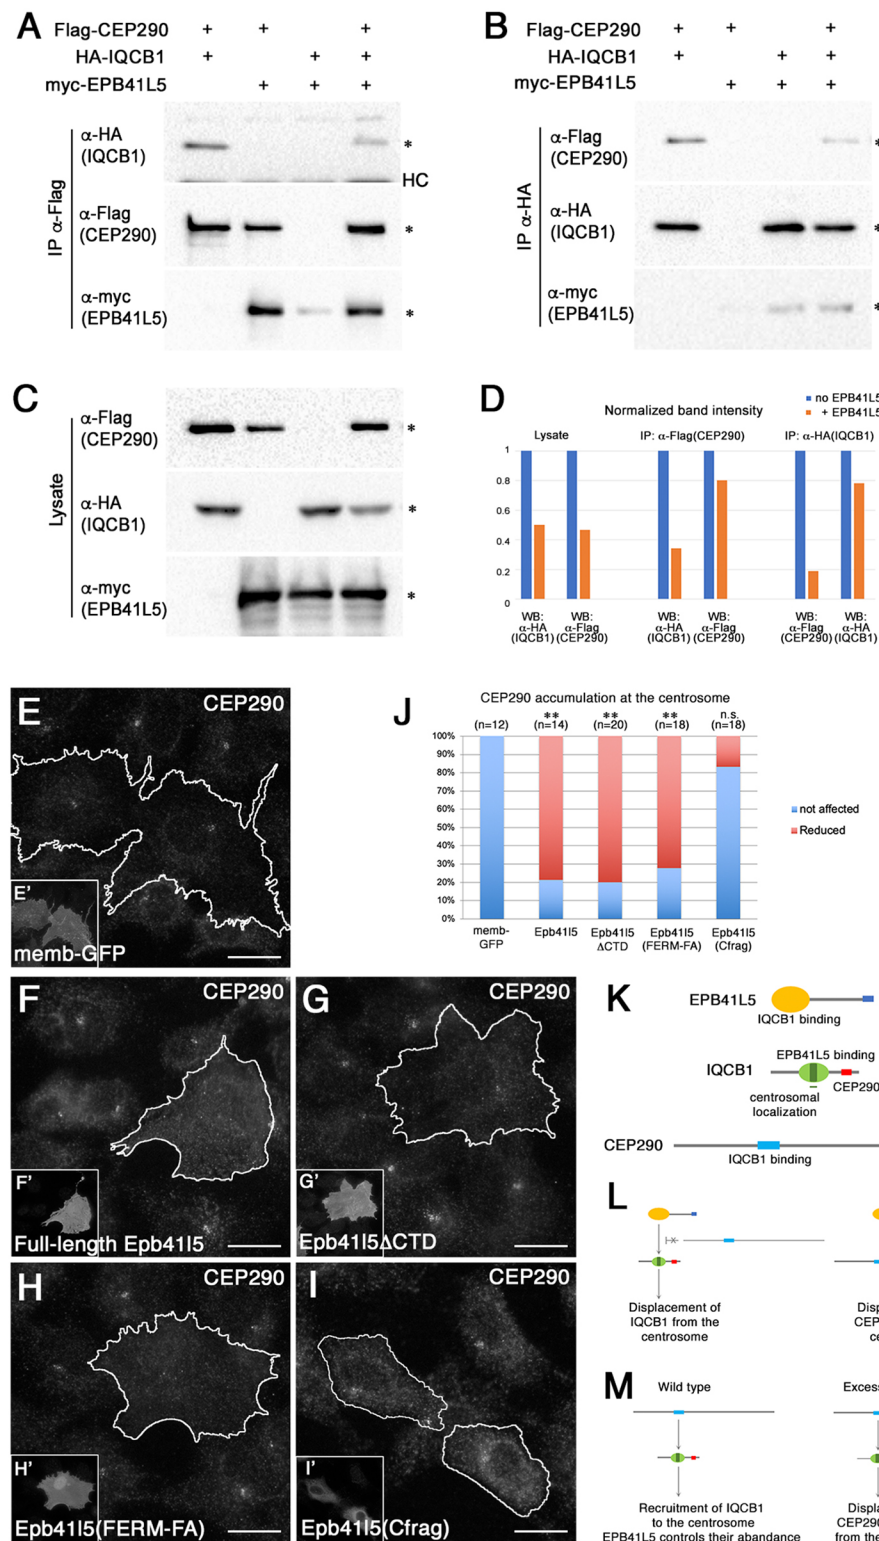 A
Flag-CEP290 + + +
HA-IQCB1 + + +
myc-EPB41L5 + + +
IP α-Flag
α-HA
(IQCB1)
*
HC
α-Flag
(CEP290)
*
α-myc
(EPB41L5)
*
B
Flag-CEP290 + + +
HA-IQCB1 + + +
myc-EPB41L5 + + +
IP α-HA
α-Flag
(CEP290)
*
α-HA
(IQCB1)
*
α-myc
(EPB41L5)
*
C
Lysate
α-Flag
(CEP290)
*
α-HA
(IQCB1)
*
α-myc
(EPB41L5)
*
D
no EPB41L5
+ EPB41L5
Normalized band intensity
Lysate
IP: α-Flag(CEP290)
IP: α-HA(IQCB1)
1
0.8
0.6
0.4
0.2
0
WB:
α-HA
(IQCB1)
WB:
α-Flag
(CEP290)
WB:
α-HA
(IQCB1)
WB:
α-Flag
(CEP290)
WB:
α-Flag
(CEP290)
WB:
α-HA
(IQCB1)
E
CEP290
E'
memb-GFP
J
CEP290 accumulation at the centrosome
** ** ** n.s.
(n=12) (n=14) (n=20) (n=18) (n=18)
100%
90%
80%
70%
60%
50%
40%
30%
20%
10%
0%
not affected
Reduced
memb-
GFP
Epb41l5
Epb41l5
ΔCTD
Epb41l5
(FERM-FA)
Epb41l5
(Cfrag)
F
CEP290
F'
Full-length Epb41l5
G
CEP290
G'
Epb41l5ΔCTD
H
CEP290
H'
Epb41l5(FERM-FA)
I
CEP290
I'
Epb41l5(Cfrag)
K
EPB41L5
IQCB1 binding
EPB41L5 binding
IQCB1
CEP290
centrosomal
localization
CEP290
IQCB1 binding
L
Displacement of
IQCB1 from the
centrosome
M
Wild type
Excess
Recruitment of IQCB1
to the centrosome
EPB41L5 controls their abundance
from the